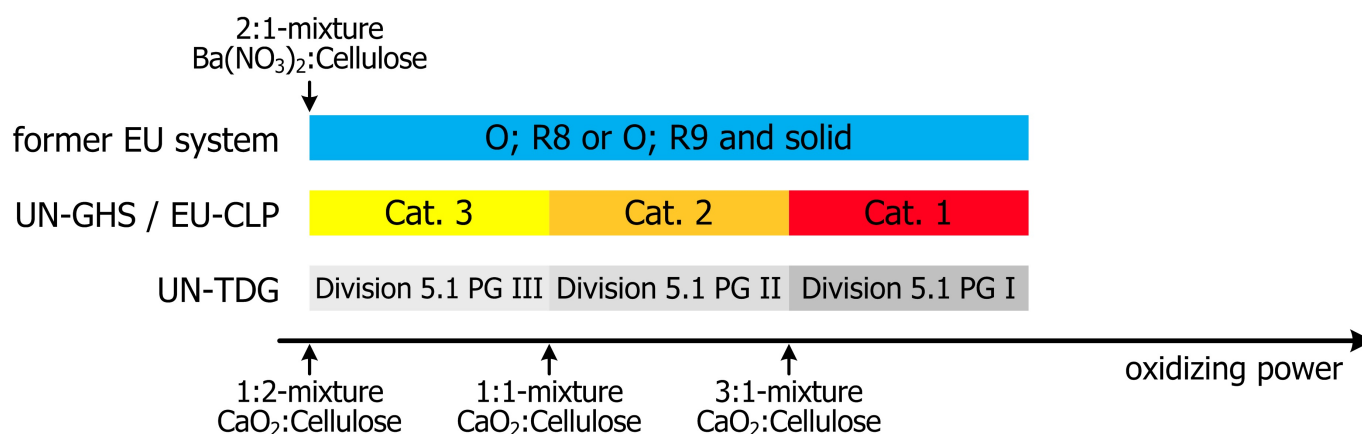 2:1-mixture
Ba(NO₃)₂:Cellulose
former EU system
O; R8 or O; R9 and solid
UN-GHS / EU-CLP
Cat. 3
Cat. 2
Cat. 1
UN-TDG
Division 5.1 PG III
Division 5.1 PG II
Division 5.1 PG I
oxidizing power
1:2-mixture
CaO₂:Cellulose
1:1-mixture
CaO₂:Cellulose
3:1-mixture
CaO₂:Cellulose